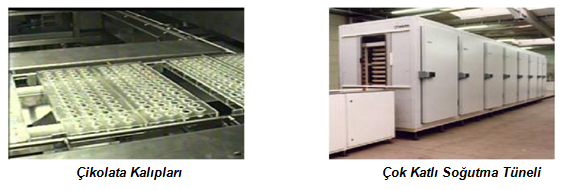 Çikolata Kalıpları
Çok Katlı Soğutma Tüneli